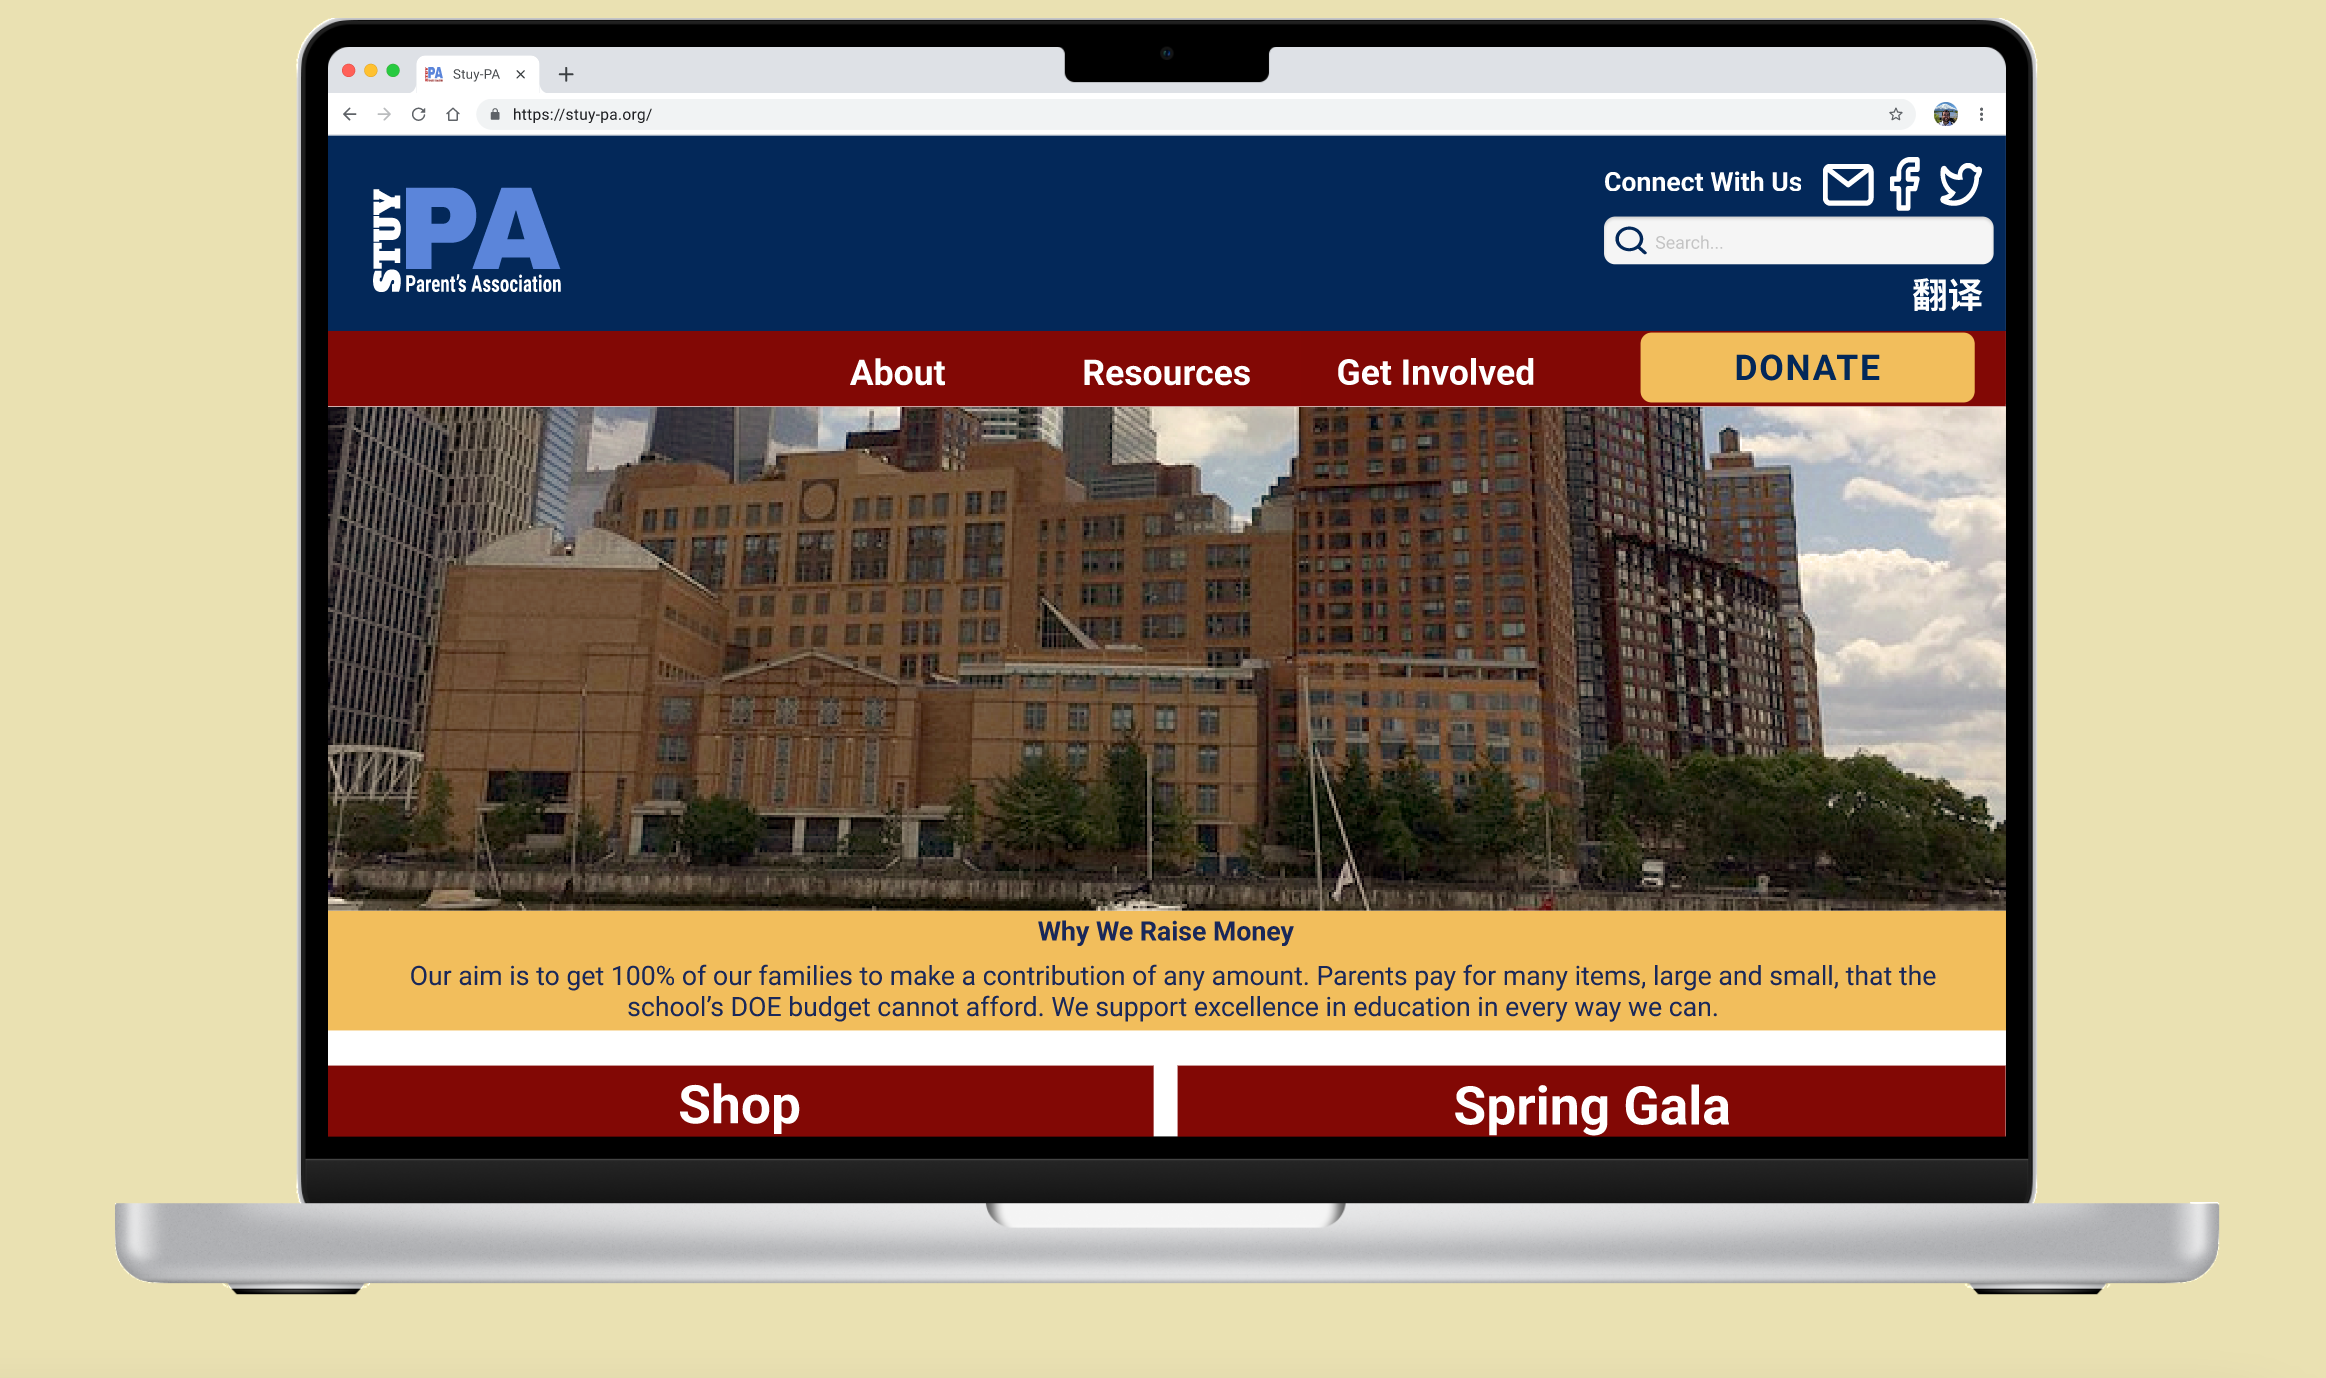 PA Stuy-PA
https://stuy-pa.org/
STUY
PA
Parent's Association
Connect With Us
Search...
翻译
About Resources Get Involved DONATE
Why We Raise Money
Our aim is to get 100% of our families to make a contribution of any amount. Parents pay for many items, large and small, that the
school's DOE budget cannot afford. We support excellence in education in every way we can.
Shop
Spring Gala